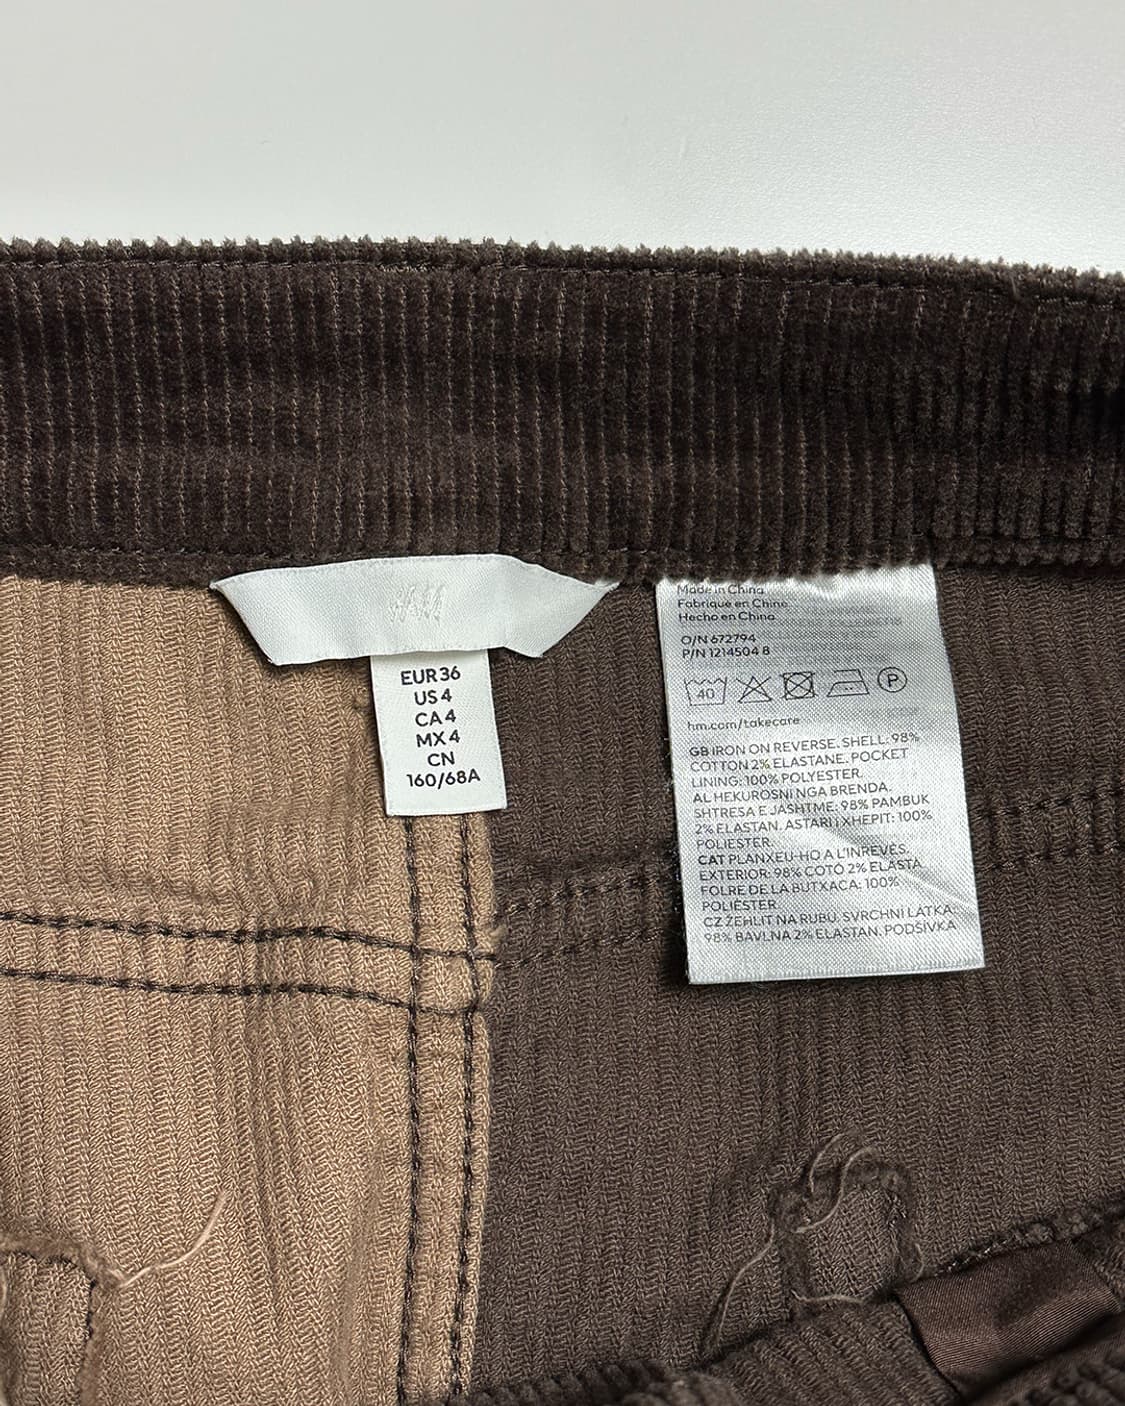 H&M
EUR 36
US 4
CA 4
MX 4
CN
160/68A
Made in China
Fabriqué en Chine
Hecho en China
O/N 672794
P/N 1214504 8
40
P
hm.com/takecare
GB IRON ON REVERSE. SHELL: 98%
COTTON 2% ELASTANE. POCKET
LINING: 100% POLYESTER.
AL HEKUROSNI NGA BRENDA.
SHTRESA E JASHTME: 98% PAMBUK
2% ELASTAN. ASTARI I XHEPIT: 100%
POLIESTER.
CAT PLANXEU-HO A L'INREVÉS.
EXTERIOR: 98% COTÓ 2% ELASTÀ.
FOLRE DE LA BUTXACA: 100%
POLIÈSTER.
CZ ŽEHLIT NA RUBU. SVRCHNÍ LÁTKA:
98% BAVLNA 2% ELASTAN. PODŠÍVKA